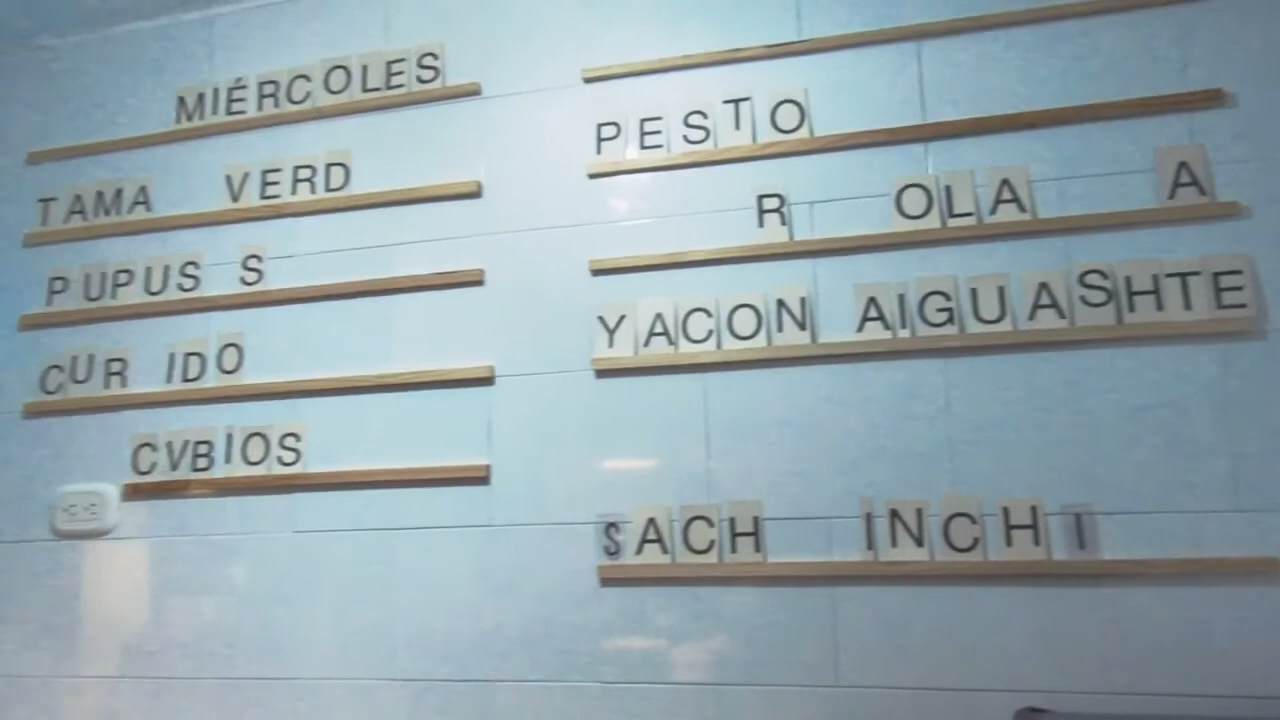 MIÉRCOLES
TAMA VERD
PUPUS S
CUR IDO
CVBIOS
PESTO
R OLA A
YACON AIGUASHTE
SACH INCHI